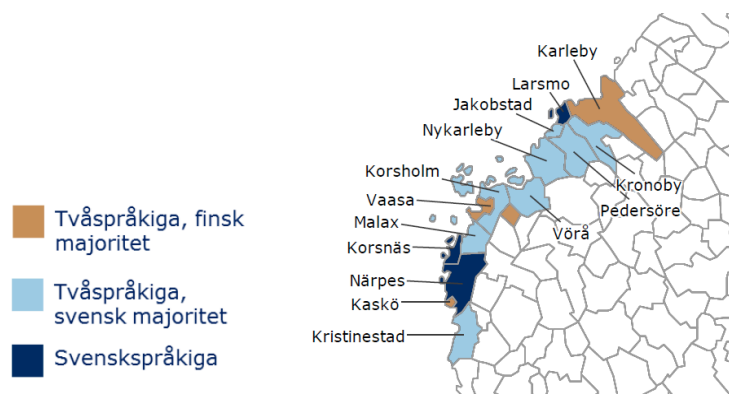 Karleby
Larsmo
Jakobstad
Nykarleby
Korsholm
Kronoby
Vaasa
Pedersöre
Malax
Vörå
Korsnäs
Närpes
Kaskö
Kristinestad
Tvåspråkiga, finsk
majoritet
Tvåspråkiga,
svensk majoritet
Svenskspråkiga